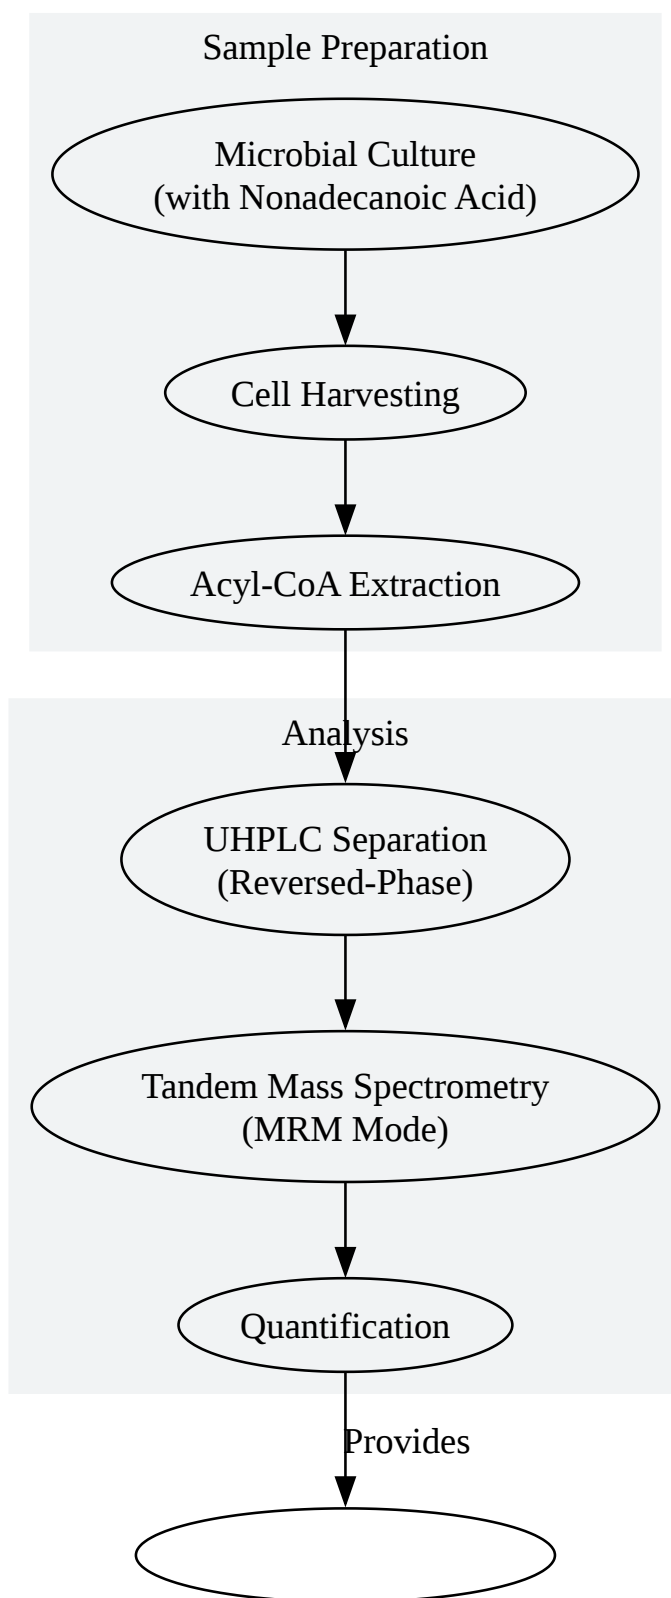 Sample Preparation
Microbial Culture
(with Nonadecanoic Acid)
Cell Harvesting
Acyl-CoA Extraction
Analysis
UHPLC Separation
(Reversed-Phase)
Tandem Mass Spectrometry
(MRM Mode)
Quantification
Provides